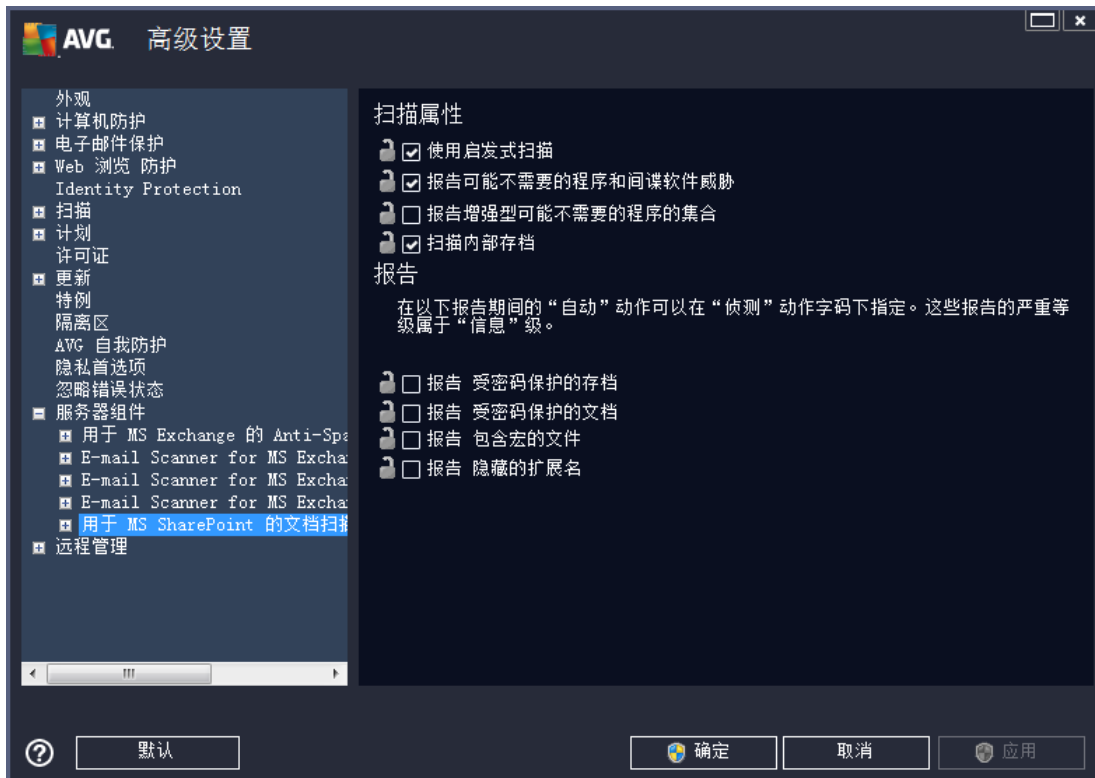 AVG. 高级设置
外观
计算机防护
电子邮件保护
Web 浏览 防护
Identity Protection
扫描
计划
许可证
更新
特例
隔离区
AVG 自我防护
隐私首选项
忽略错误状态
服务器组件
用于 MS Exchange 的 Anti-Spa
E-mail Scanner for MS Excha
E-mail Scanner for MS Excha
E-mail Scanner for MS Excha
用于 MS SharePoint 的文档扫描
远程管理
扫描属性
使用启发式扫描
报告可能不需要的程序和间谍软件威胁
报告增强型可能不需要的程序的集合
扫描内部存档
报告
在以下报告期间的“自动”动作可以在“侦测”动作字码下指定。这些报告的严重等
级属于“信息”级。
报告 受密码保护的存档
报告 受密码保护的文档
报告 包含宏的文件
报告 隐藏的扩展名
默认
确定
取消
应用